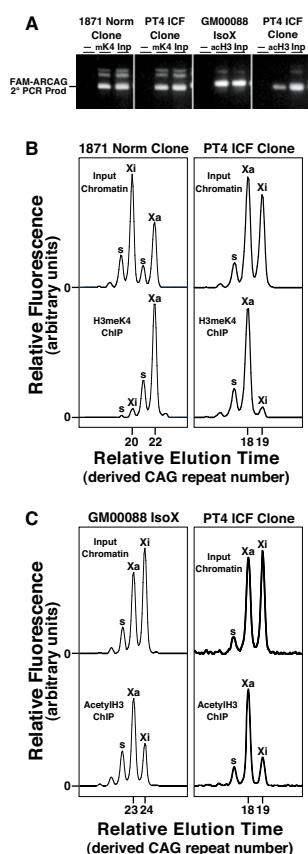 A
1871 Norm Clone
PT4 ICF Clone
GM00088 IsoX
PT4 ICF Clone
— mK4 Inp
— mK4 Inp
— acH3 Inp
— acH3 Inp
FAM-ARCAG
2° PCR Prod
B
1871 Norm Clone PT4 ICF Clone
Relative Fluorescence
(arbitrary units)
Input
Chromatin
s
Xi
s
Xa
0
Input
Chromatin
s
Xa
Xi
H3meK4
ChIP
s
Xi
s
Xa
0
20 22
H3meK4
ChIP
s
Xa
Xi
18 19
Relative Elution Time
(derived CAG repeat number)
C
GM00088 IsoX PT4 ICF Clone
Relative Fluorescence
(arbitrary units)
Input
Chromatin
s
Xa
Xi
0
Input
Chromatin
s
Xa
Xi
AcetylH3
ChIP
s
Xa
Xi
0
23 24
AcetylH3
ChIP
s
Xa
Xi
18 19
Relative Elution Time
(derived CAG repeat number)